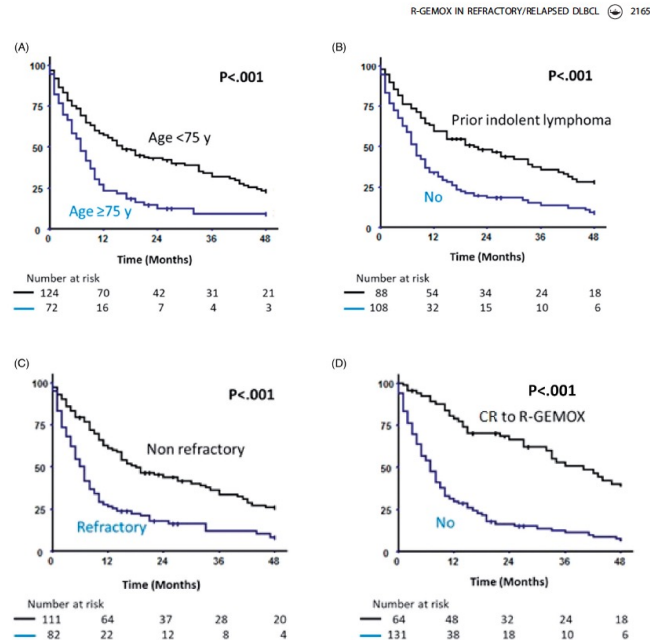 R-GEMOX IN REFRACTORY/RELAPSED DLBCL 2165
(A)
P<.001
Age <75 y
Age ≥75 y
100
75
50
25
0
0 12 24 36 48
Time (Months)
Number at risk
124 70 42 31 21
72 16 7 4 3
(B)
P<.001
Prior indolent lymphoma
No
100
75
50
25
0
0 12 24 36 48
Time (Months)
Number at risk
88 54 34 24 18
108 32 15 10 6
(C)
P<.001
Non refractory
Refractory
100
75
50
25
0
0 12 24 36 48
Time (Months)
Number at risk
111 64 37 28 20
82 22 12 8 4
(D)
P<.001
CR to R-GEMOX
No
100
75
50
25
0
0 12 24 36 48
Time (Months)
Number at risk
64 48 32 24 18
131 38 18 10 6